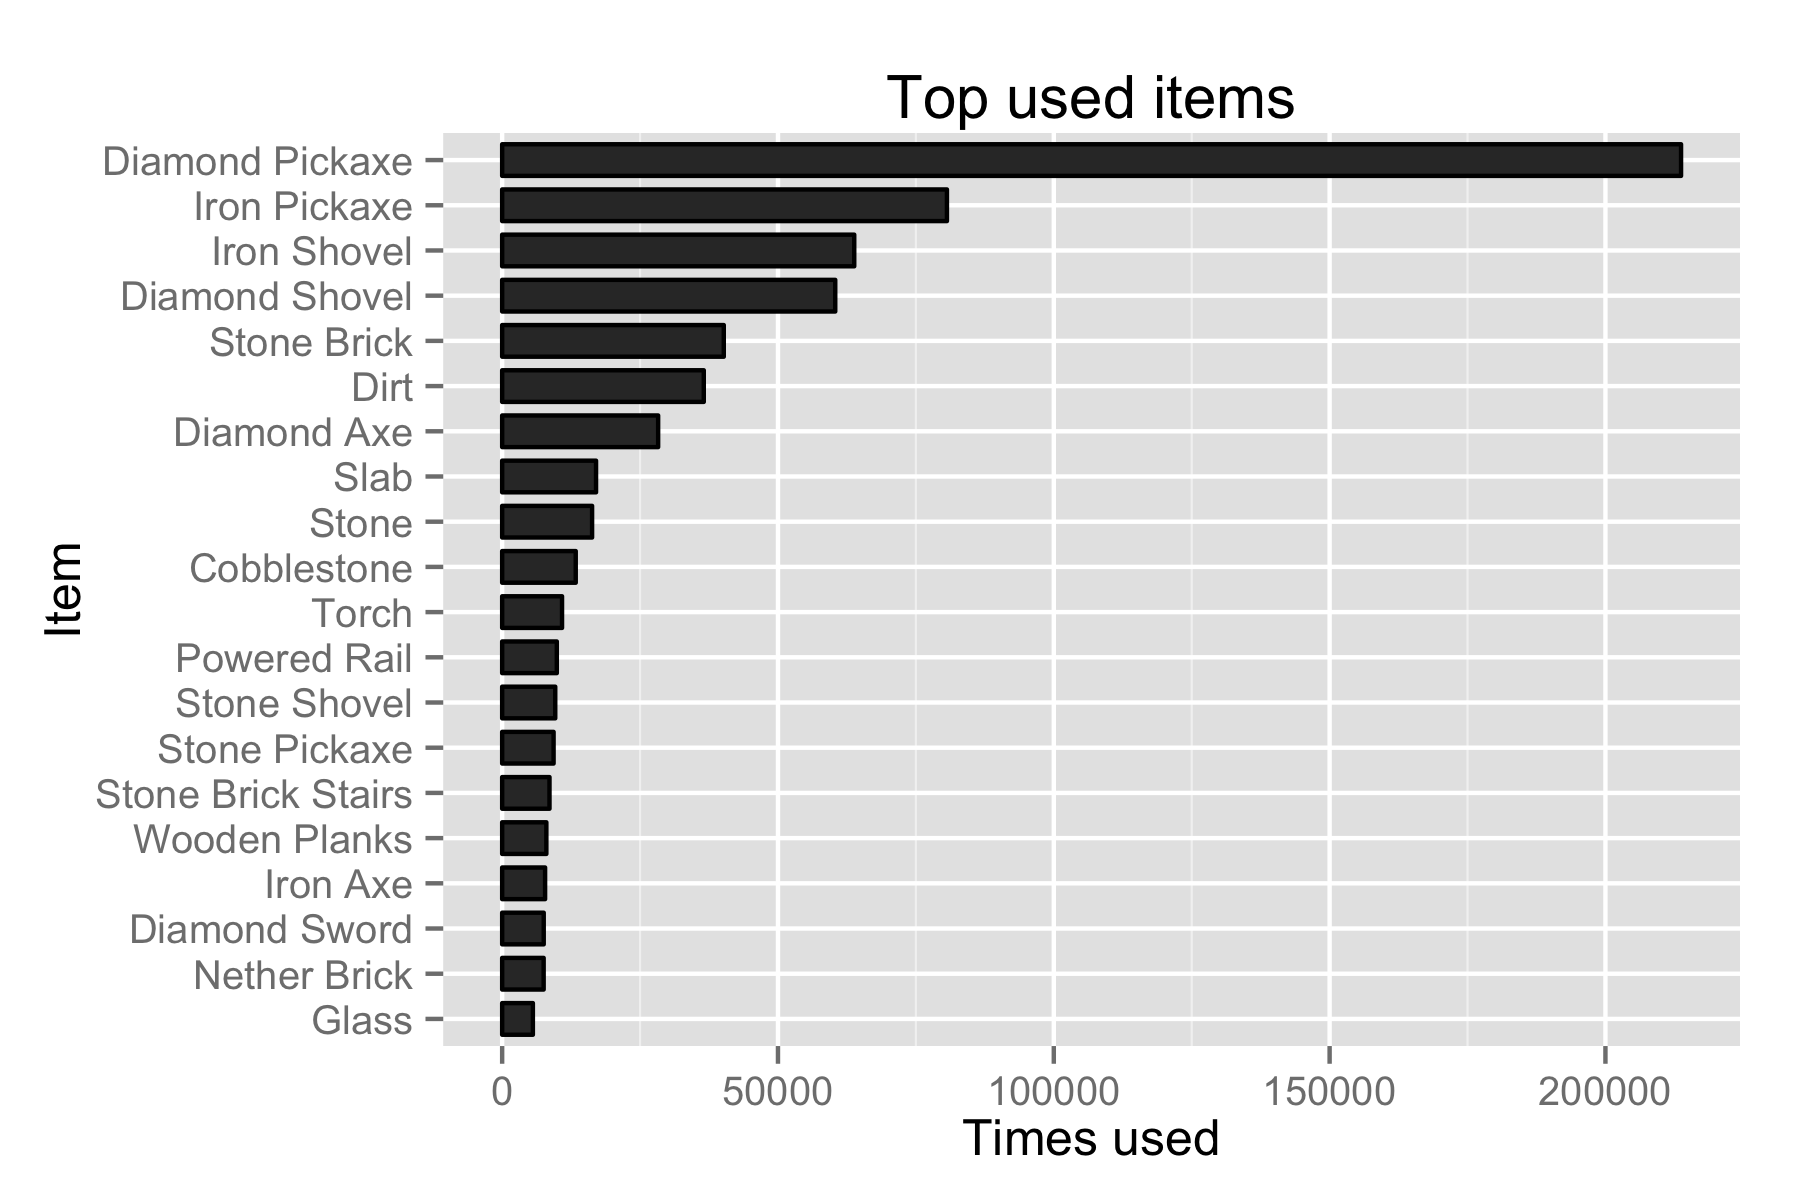 Top used items
Diamond Pickaxe
Iron Pickaxe
Iron Shovel
Diamond Shovel
Stone Brick
Dirt
Diamond Axe
Slab
Stone
Cobblestone
Torch
Powered Rail
Stone Shovel
Stone Pickaxe
Stone Brick Stairs
Wooden Planks
Iron Axe
Diamond Sword
Nether Brick
Glass
Item
0 50000 100000 150000 200000
Times used